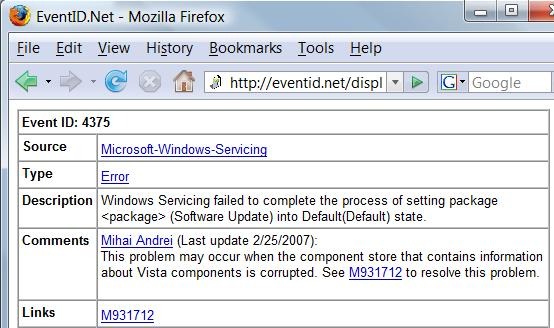 EventID.Net - Mozilla Firefox
File Edit View History Bookmarks Tools Help
http://eventid.net/displ
G Google
Event ID: 4375
Source Microsoft-Windows-Servicing
Type Error
Description Windows Servicing failed to complete the process of setting package
<package> (Software Update) into Default(Default) state.
Comments Mihai Andrei (Last update 2/25/2007):
This problem may occur when the component store that contains information
about Vista components is corrupted. See M931712 to resolve this problem.
Links M931712